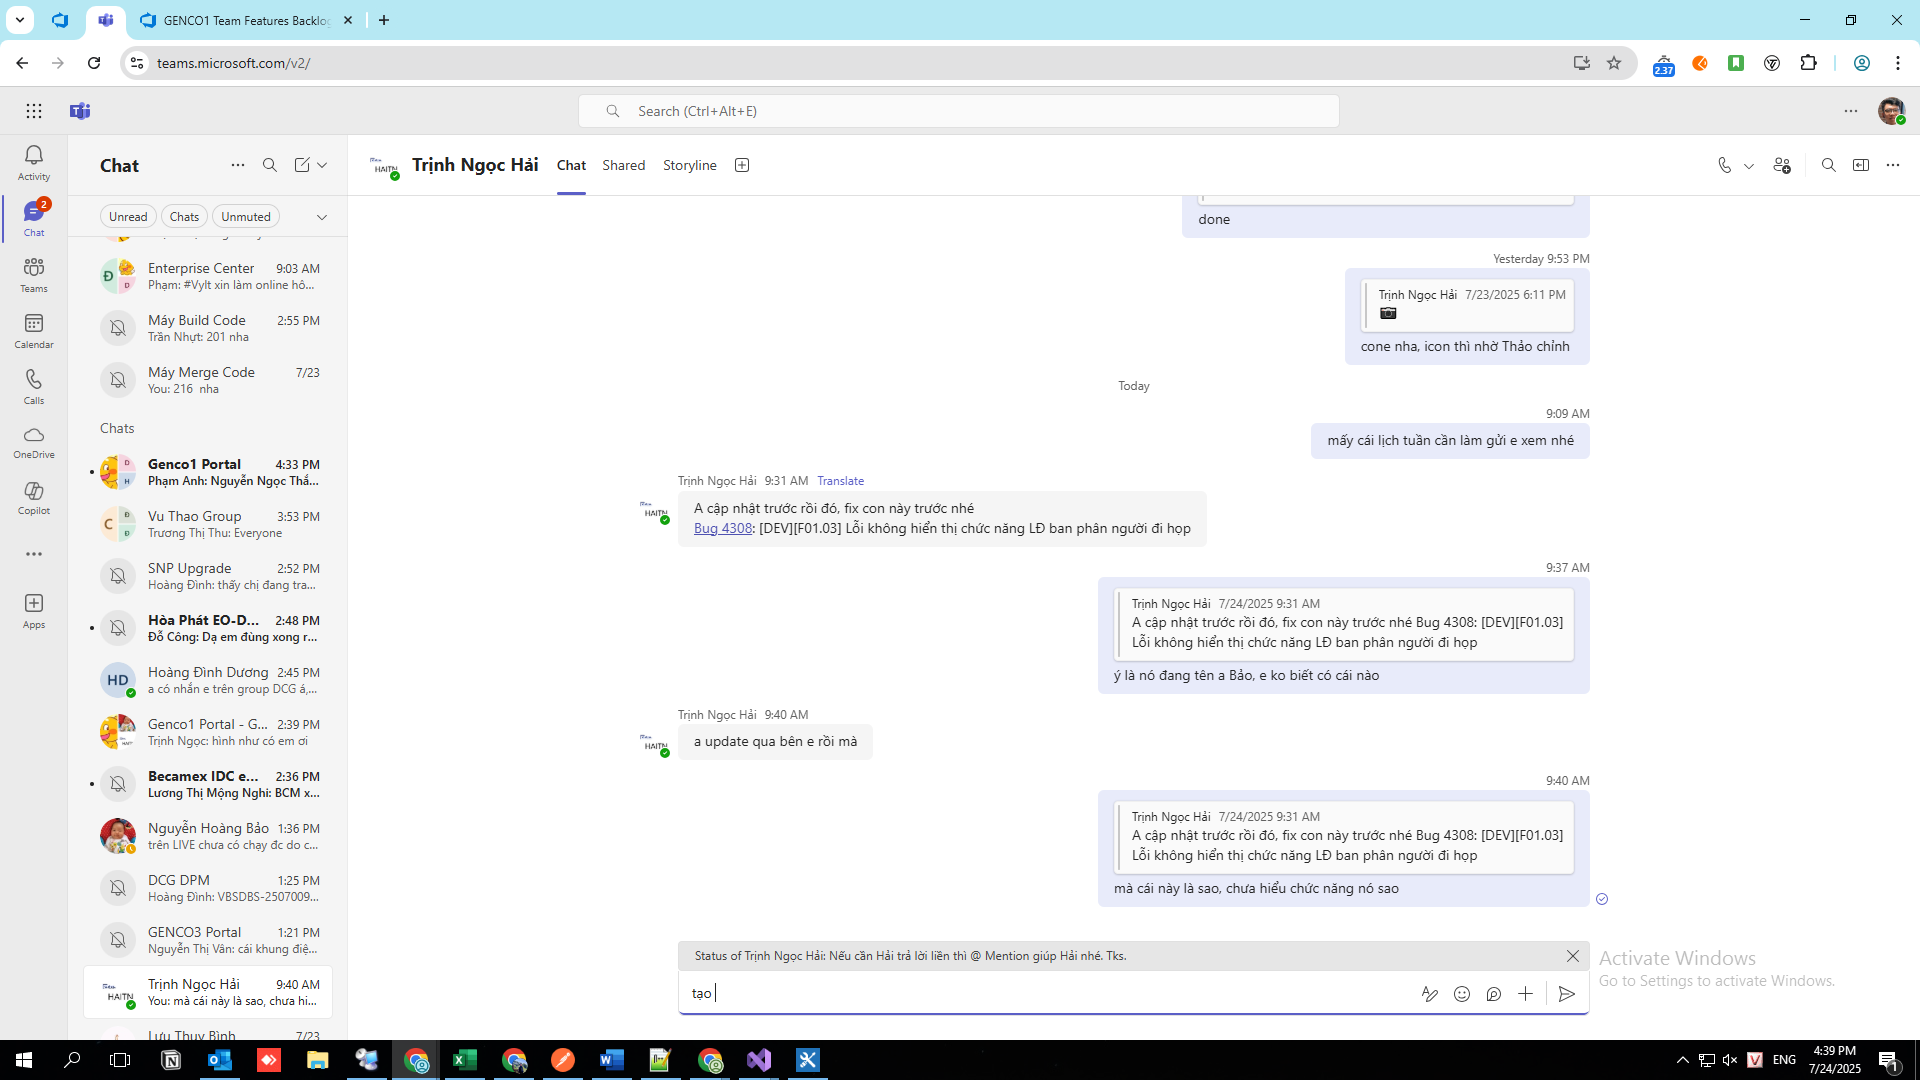 GENCO1 Team Features Backlog
teams.microsoft.com/v2/
2.37
Search (Ctrl+Alt+E)
Activity
2
Chat
Teams
Calendar
Calls
OneDrive
Copilot
Apps
Chat
Unread
Chats
Unmuted
Enterprise Center 9:03 AM
Phạm: #Vylt xin làm online hô...
Máy Build Code 2:55 PM
Trần Nhựt: 201 nha
Máy Merge Code 7/23
You: 216 nha
Chats
Genco1 Portal 4:33 PM
Phạm Anh: Nguyễn Ngọc Thắ...
Vu Thao Group 3:53 PM
Trương Thị Thu: Everyone
SNP Upgrade 2:52 PM
Hoàng Đình: thấy chị đang tra...
Hòa Phát EO-D... 2:48 PM
Đỗ Công: Dạ em đùng xong r...
HD
Hoàng Đình Dương 2:45 PM
a có nhắn e trên group DCG á,...
Genco1 Portal - G... 2:39 PM
Trịnh Ngọc: hình như có em ơi
Becamex IDC e... 2:36 PM
Lương Thị Mộng Nghi: BCM x...
Nguyễn Hoàng Bảo 1:36 PM
trên LIVE chưa có chạy đc do c...
DCG DPM 1:25 PM
Hoàng Đình: VBSDBS-2507009...
GENCO3 Portal 1:21 PM
Nguyễn Thị Vân: cái khung điệ...
HAITN
Trịnh Ngọc Hải 9:40 AM
You: mà cái này là sao, chưa hi...
Lưu Thụy Bình 7/23
HAITN
Trịnh Ngọc Hải
Chat
Shared
Storyline
done
Yesterday 9:53 PM
Trịnh Ngọc Hải 7/23/2025 6:11 PM
cone nha, icon thì nhờ Thảo chỉnh
Today
9:09 AM
mấy cái lịch tuần cần làm gửi e xem nhé
Trịnh Ngọc Hải 9:31 AM Translate
HAITN
A cập nhật trước rồi đó, fix con này trước nhé
Bug 4308: [DEV][F01.03] Lỗi không hiển thị chức năng LĐ ban phân người đi họp
9:37 AM
Trịnh Ngọc Hải 7/24/2025 9:31 AM
A cập nhật trước rồi đó, fix con này trước nhé Bug 4308: [DEV][F01.03]
Lỗi không hiển thị chức năng LĐ ban phân người đi họp
ý là nó đang tên a Bảo, e ko biết có cái nào
Trịnh Ngọc Hải 9:40 AM
HAITN
a update qua bên e rồi mà
9:40 AM
Trịnh Ngọc Hải 7/24/2025 9:31 AM
A cập nhật trước rồi đó, fix con này trước nhé Bug 4308: [DEV][F01.03]
Lỗi không hiển thị chức năng LĐ ban phân người đi họp
mà cái này là sao, chưa hiểu chức năng nó sao
Status of Trịnh Ngọc Hải: Nếu cần Hải trả lời liền thì @ Mention giúp Hải nhé. Tks.
tạo
Activate Windows
Go to Settings to activate Windows.
ENG
4:39 PM
7/24/2025
1